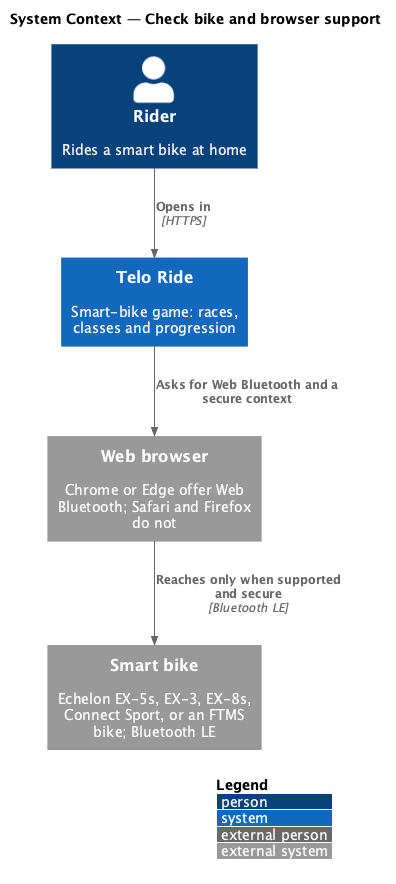 System Context — Check bike and browser support
Rider
Rides a smart bike at home
Opens in
[HTTPS]
Telo Ride
Smart-bike game: races,
classes and progression
Asks for Web Bluetooth and a
secure context
Web browser
Chrome or Edge offer Web
Bluetooth; Safari and Firefox
do not
Reaches only when supported
and secure
[Bluetooth LE]
Smart bike
Echelon EX-5s, EX-3, EX-8s,
Connect Sport, or an FTMS
bike; Bluetooth LE
Legend
person
system
external person
external system